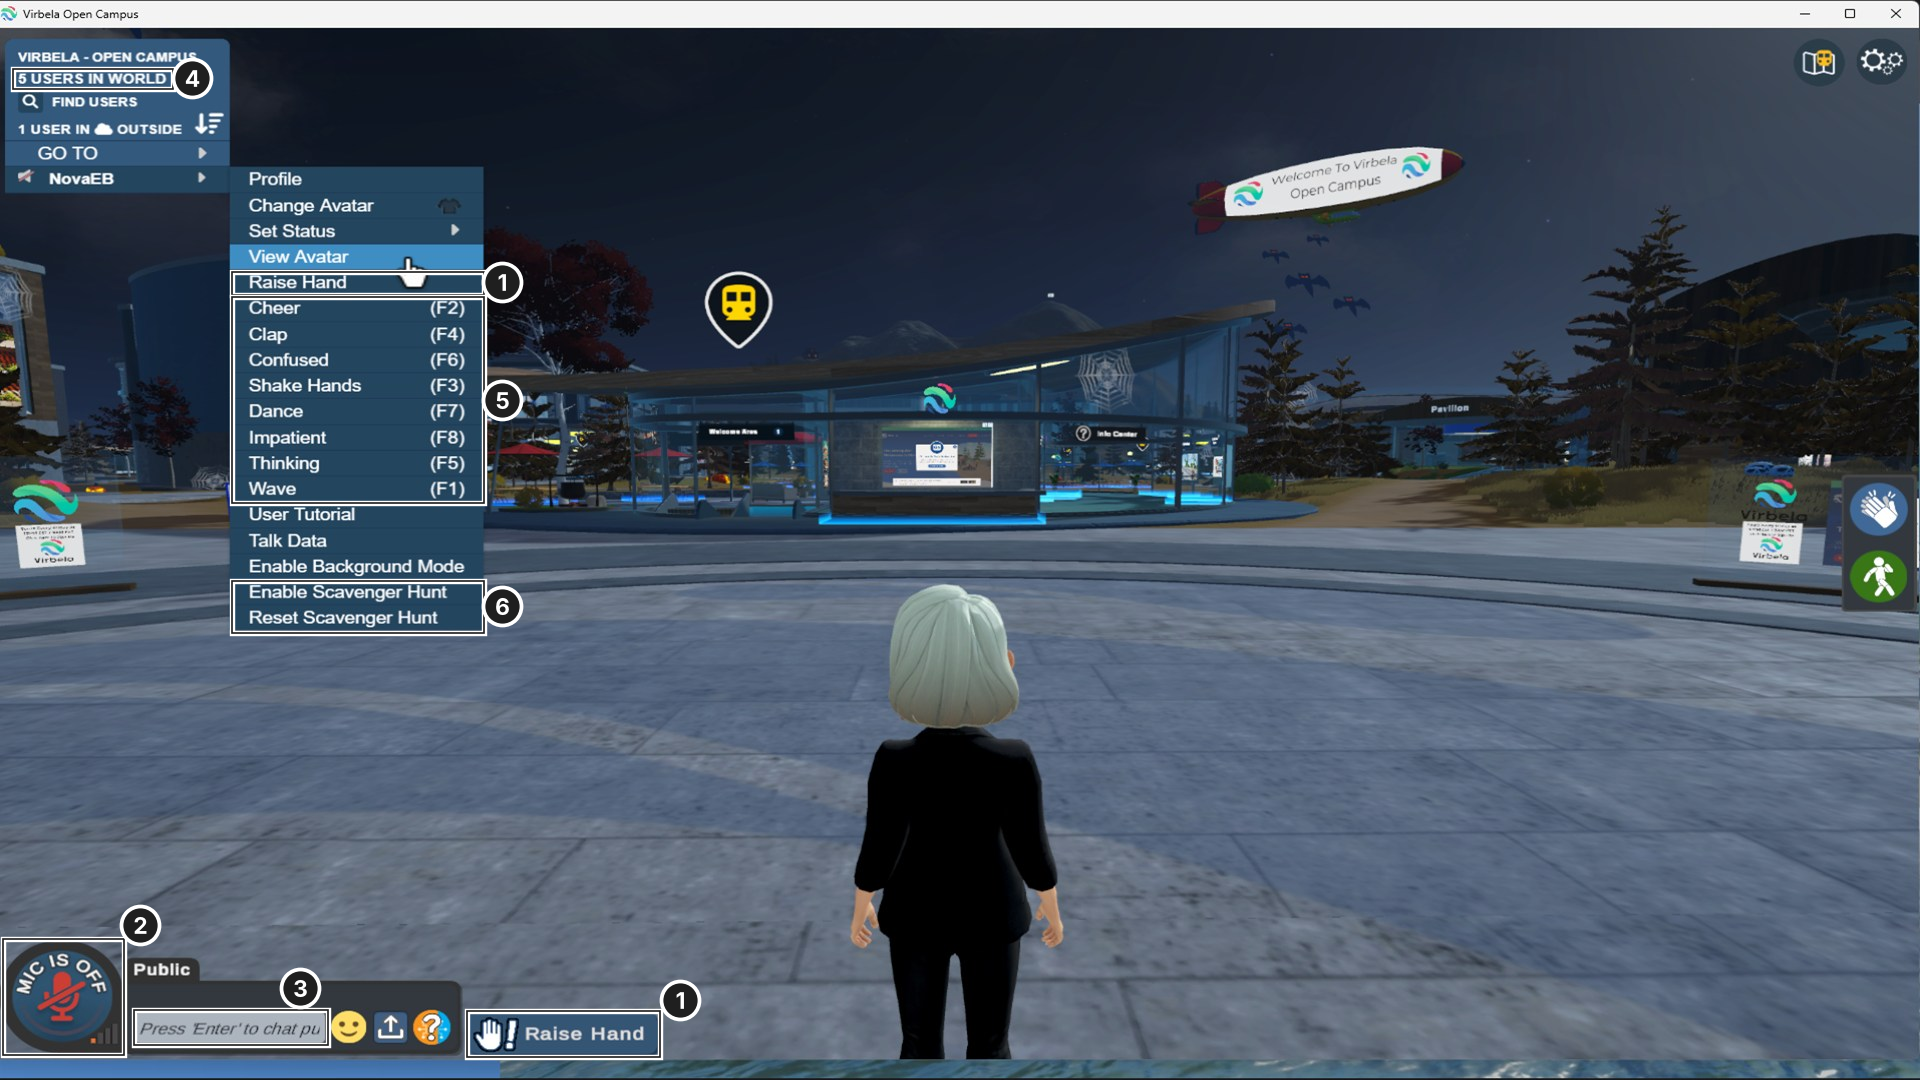 Virbela Open Campus
VIRBELA - OPEN CAMPUS
5 USERS IN WORLD
4
FIND USERS
1 USER IN OUTSIDE
GO TO
NovaEB
Profile
Change Avatar
Set Status
View Avatar
Raise Hand
1
Cheer (F2)
Clap (F4)
Confused (F6)
Shake Hands (F3)
5
Dance (F7)
Impatient (F8)
Thinking (F5)
Wave (F1)
User Tutorial
Talk Data
Enable Background Mode
Enable Scavenger Hunt
6
Reset Scavenger Hunt
Welcome To Virbela
Open Campus
Welcome Area
? Info Center
Pavilion
Virbela
Virbela
Virbela
2
MIC IS OFF
Public
3
Press 'Enter' to chat pu
?
1
! Raise Hand